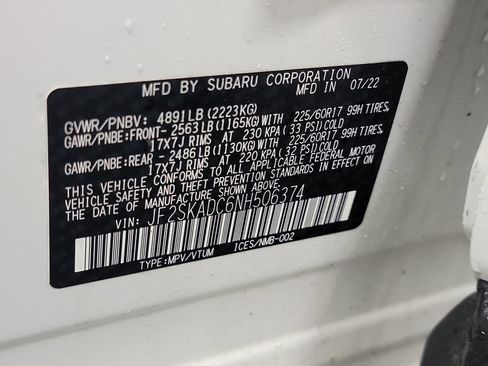 MFD BY SUBARU CORPORATION
MFD IN 07/22
GVWR/PNBV: 4891LB(2223KG)
GAWR/PNBE:FRONT-2563LB(1165KG)WITH 225/60R17 99H TIRES,
17X7J RIMS AT 230 KPA(33 PSI)COLD
GAWR/PNBE:REAR -2486LB(1130KG)WITH 225/60R17 99H TIRES,
17X7J RIMS AT 220 KPA(32 PSI)COLD
THIS VEHICLE CONFORMS TO ALL APPLICABLE FEDERAL MOTOR
VEHICLE SAFETY AND THEFT PREVENTION STANDARDS
IN EFFECT ON THE DATE OF MANUFACTURE SHOWN ABOVE.
VIN: JF2SKADC6NH506374
TYPE:MPV/VTUM ICES/NMB-002